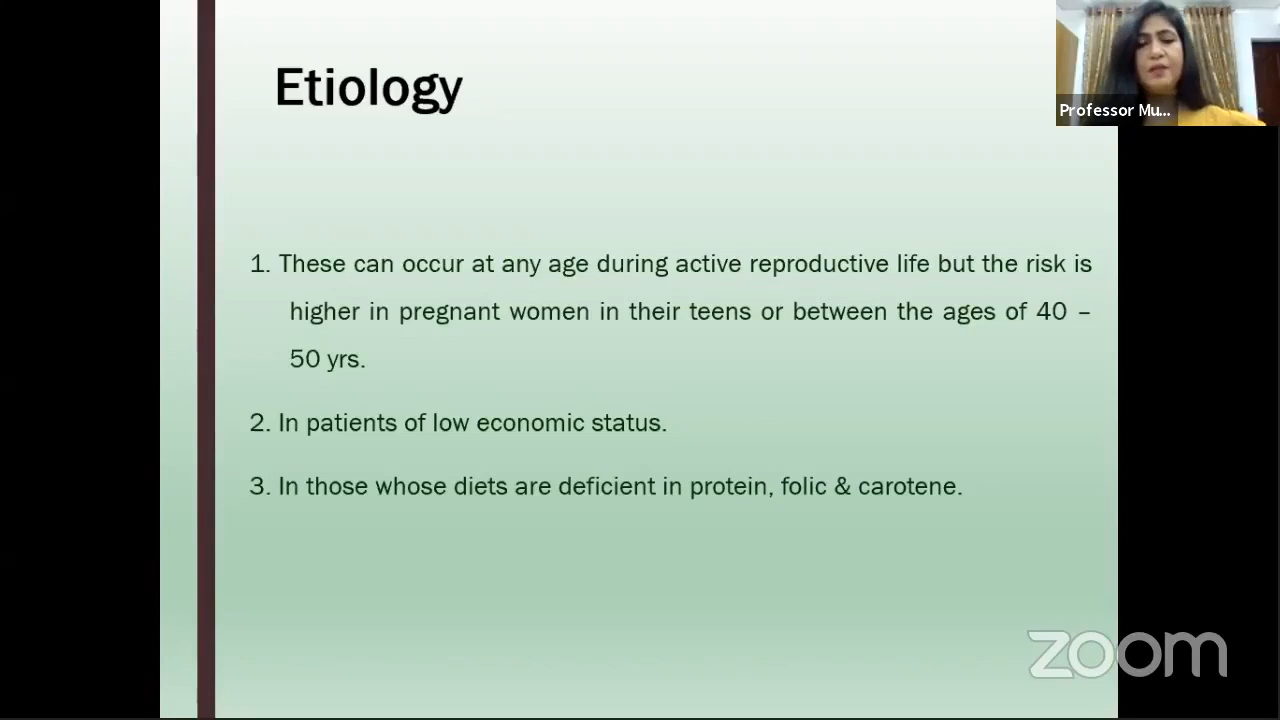 Etiology
Professor Mu...
1. These can occur at any age during active reproductive life but the risk is
higher in pregnant women in their teens or between the ages of 40 –
50 yrs.
2. In patients of low economic status.
3. In those whose diets are deficient in protein, folic & carotene.
zoom